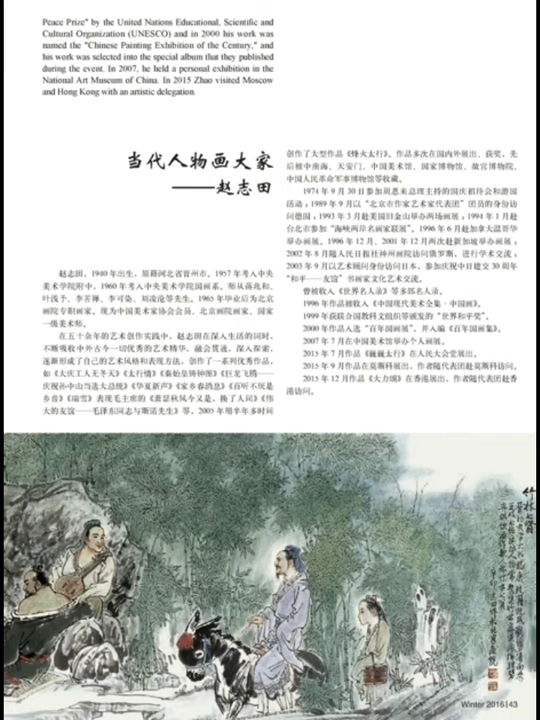 Peace Prize" by the United Nations Educational, Scientific and
Cultural Organization (UNESCO) and in 2000 his work was
named the "Chinese Painting Exhibition of the Century," and
his work was selected into the special album that they published
during the event. In 2007, he held a personal exhibition in the
National Art Museum of China. In 2015 Zhao visited Moscow
and Hong Kong with an artistic delegation.
当代人物画大家
——赵志田
赵志田，1940年出生，原籍河北省晋州市。1957年考入中央
美术学院附中，1960年考入中央美术学院国画系，师从蒋兆和、
叶浅予、李苦禅、李可染、刘凌沧等先生。1965年毕业后为北京
画院专职画家。现为中国美术家协会会员、北京画院画家、国家
一级美术师。
在五十余年的艺术创作实践中，赵志田在深入生活的同时，
不断吸收中外古今一切优秀的艺术精华，融会贯通，深入探索，
逐渐形成了自己的艺术风格和表现方法，创作了一系列优秀作品，
如《大庆工人无冬天》《太行情》《秦始皇铸钟图》《巨龙飞腾——
庆祝孙中山当选大总统》《华夏新声》《家乡春消息》《百听不厌是
乡音》《瑞雪》表现毛主席的《萧瑟秋风今又是，换了人间》《伟
大的友谊——毛泽东同志与斯诺先生》等。2005年用半年多时间
创作了大型作品《烽火太行》。作品多次在国内外展出、获奖，先
后被中南海、天安门、中国美术馆、国家博物馆、故宫博物院、
中国人民革命军事博物馆等收藏。
1974年9月30日参加周恩来总理主持的国庆招待会和游园
活动；1989年9月以“北京市作家艺术家代表团”团员的身份访
问德国；1993年3月赴美国旧金山举办两场画展；1994年1月赴
台北市参加“海峡两岸名画家联展”。1996年6月赴加拿大温哥华
举办画展。1996年12月、2001年12月两次赴新加坡举办画展；
2002年8月随人民日报社神州画院访问俄罗斯，进行学术交流；
2003年9月以艺术顾问身份访问日本，参加庆祝中日建交30周年
“和平——友谊”书画家文化艺术交流。
曾被收入《世界名人录》等多部名人录。
1996年作品被收入《中国现代美术全集·中国画》。
1999年获联合国教科文组织等颁发的“世界和平奖”。
2000年作品入选“百年国画展”，并入编《百年国画集》。
2007年7月在中国美术馆举办个人画展。
2015年7月作品《巍巍太行》在人民大会堂展出。
2015年9月作品在莫斯科展出，作者随代表团赴莫斯科访问。
2015年12月作品《大力颂》在香港展出，作者随代表团赴香
港访问。
竹林七贤
Winter 2016|43